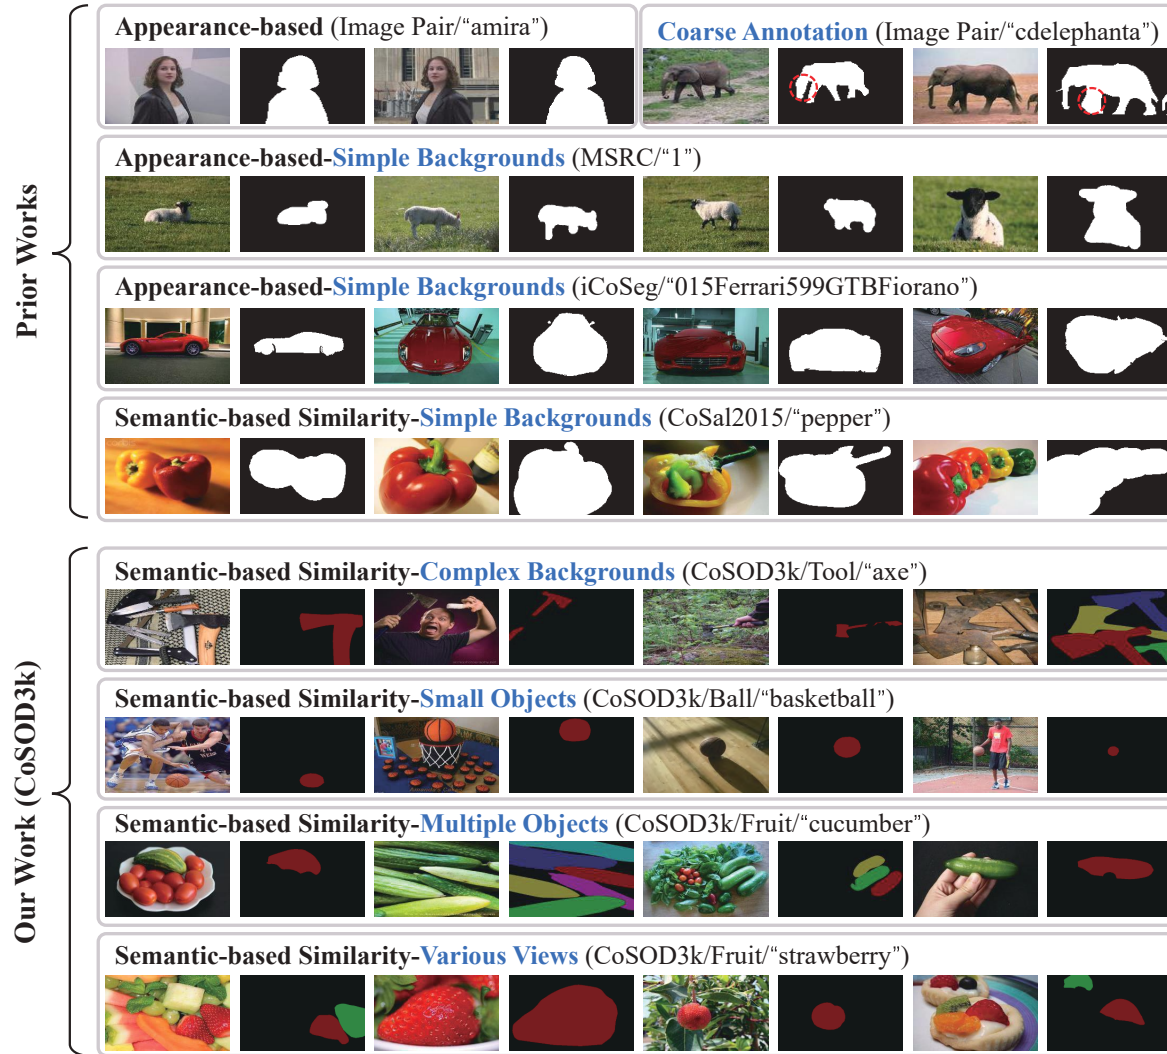 Prior Works
Appearance-based (Image Pair/“amira”)
Coarse Annotation (Image Pair/“cdelephanta”)
Appearance-based-Simple Backgrounds (MSRC/“1”)
Appearance-based-Simple Backgrounds (iCoSeg/“015Ferrari599GTBFiorano”)
Semantic-based Similarity-Simple Backgrounds (CoSal2015/“pepper”)
Our Work (CoSOD3k)
Semantic-based Similarity-Complex Backgrounds (CoSOD3k/Tool/“axe”)
Semantic-based Similarity-Small Objects (CoSOD3k/Ball/“basketball”)
Semantic-based Similarity-Multiple Objects (CoSOD3k/Fruit/“cucumber”)
Semantic-based Similarity-Various Views (CoSOD3k/Fruit/“strawberry”)